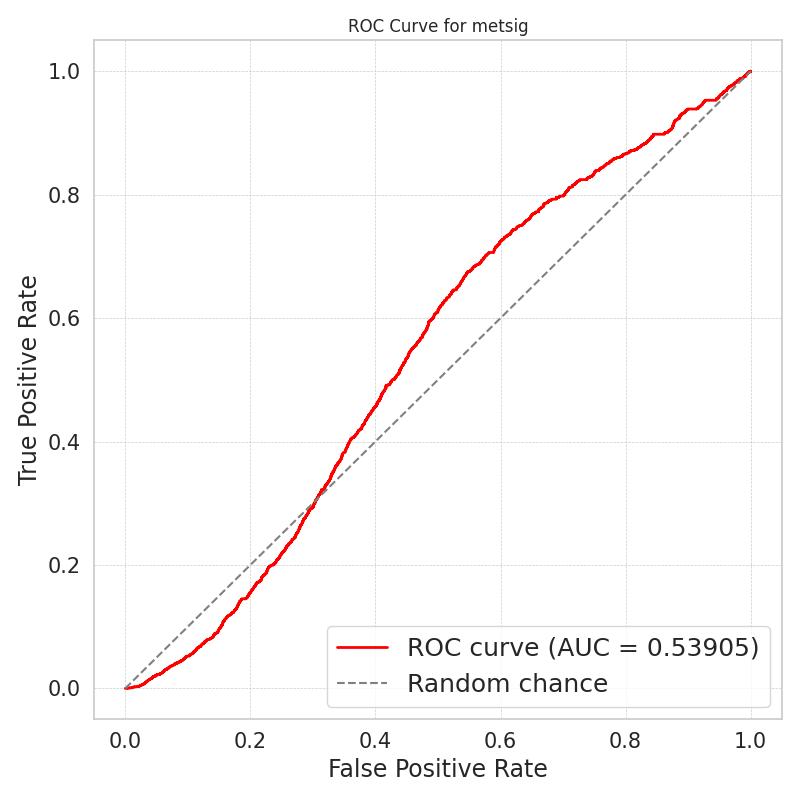 ROC Curve for metsig
1.0
0.8
0.6
0.4
0.2
0.0
True Positive Rate
ROC curve (AUC = 0.53905)
Random chance
0.0 0.2 0.4 0.6 0.8 1.0
False Positive Rate